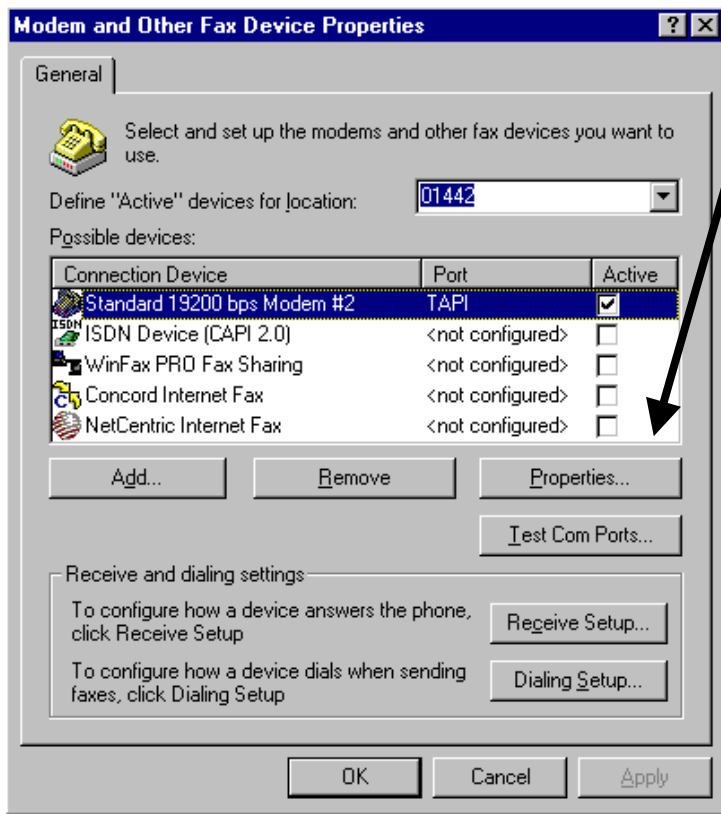 Modem and Other Fax Device Properties
General
Select and set up the modems and other fax devices you want to
use.
Define "Active" devices for location: 01442
Possible devices:
Connection Device Port Active
Standard 19200 bps Modem #2 TAPI
ISDN ISDN Device (CAPI 2.0) <not configured>
WinFax PRO Fax Sharing <not configured>
Concord Internet Fax <not configured>
NetCentric Internet Fax <not configured>
Add... Remove Properties...
Test Com Ports...
Receive and dialing settings
To configure how a device answers the phone,
click Receive Setup
Receive Setup...
To configure how a device dials when sending
faxes, click Dialing Setup
Dialing Setup...
OK Cancel Apply